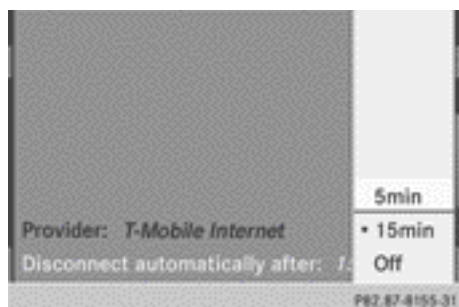 5min
Provider: T-Mobile Internet
• 15min
Disconnect automatically after:
Off
P82.87-8155-31